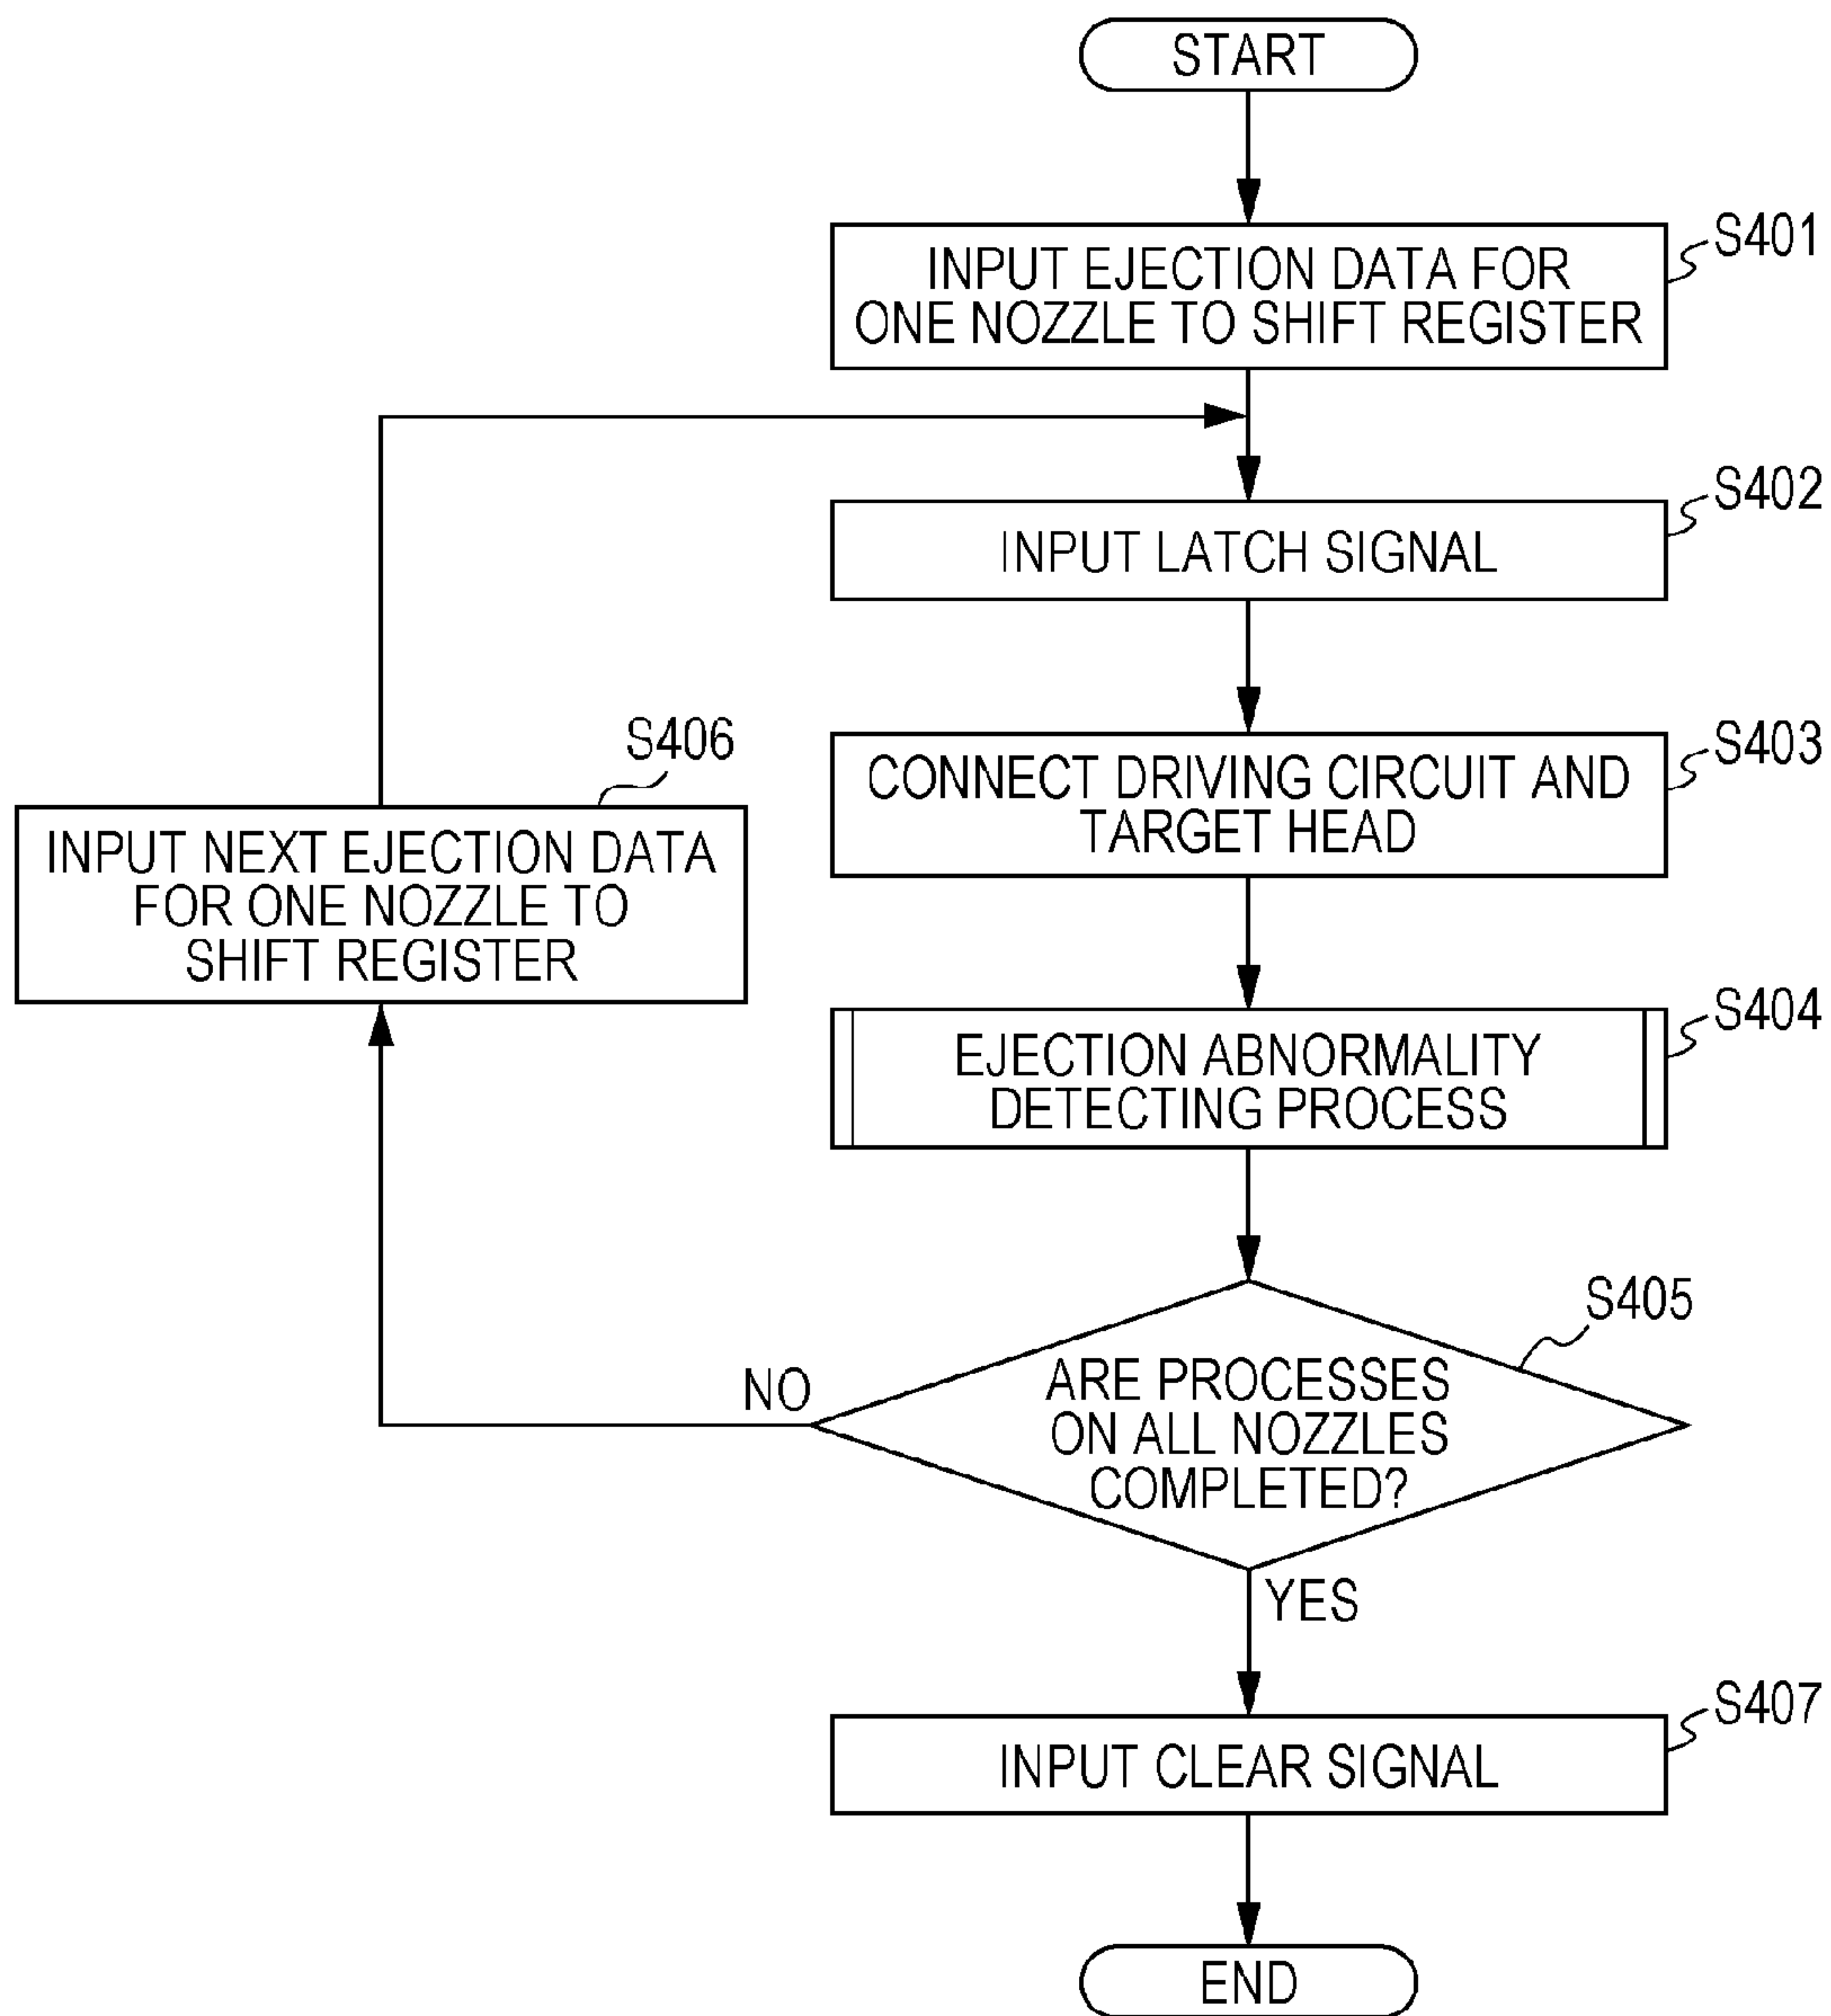 START
S401
INPUT EJECTION DATA FOR
ONE NOZZLE TO SHIFT REGISTER
S402
INPUT LATCH SIGNAL
S403
CONNECT DRIVING CIRCUIT AND
TARGET HEAD
S406
INPUT NEXT EJECTION DATA
FOR ONE NOZZLE TO
SHIFT REGISTER
S404
EJECTION ABNORMALITY
DETECTING PROCESS
S405
ARE PROCESSES
ON ALL NOZZLES
COMPLETED?
NO
YES
S407
INPUT CLEAR SIGNAL
END